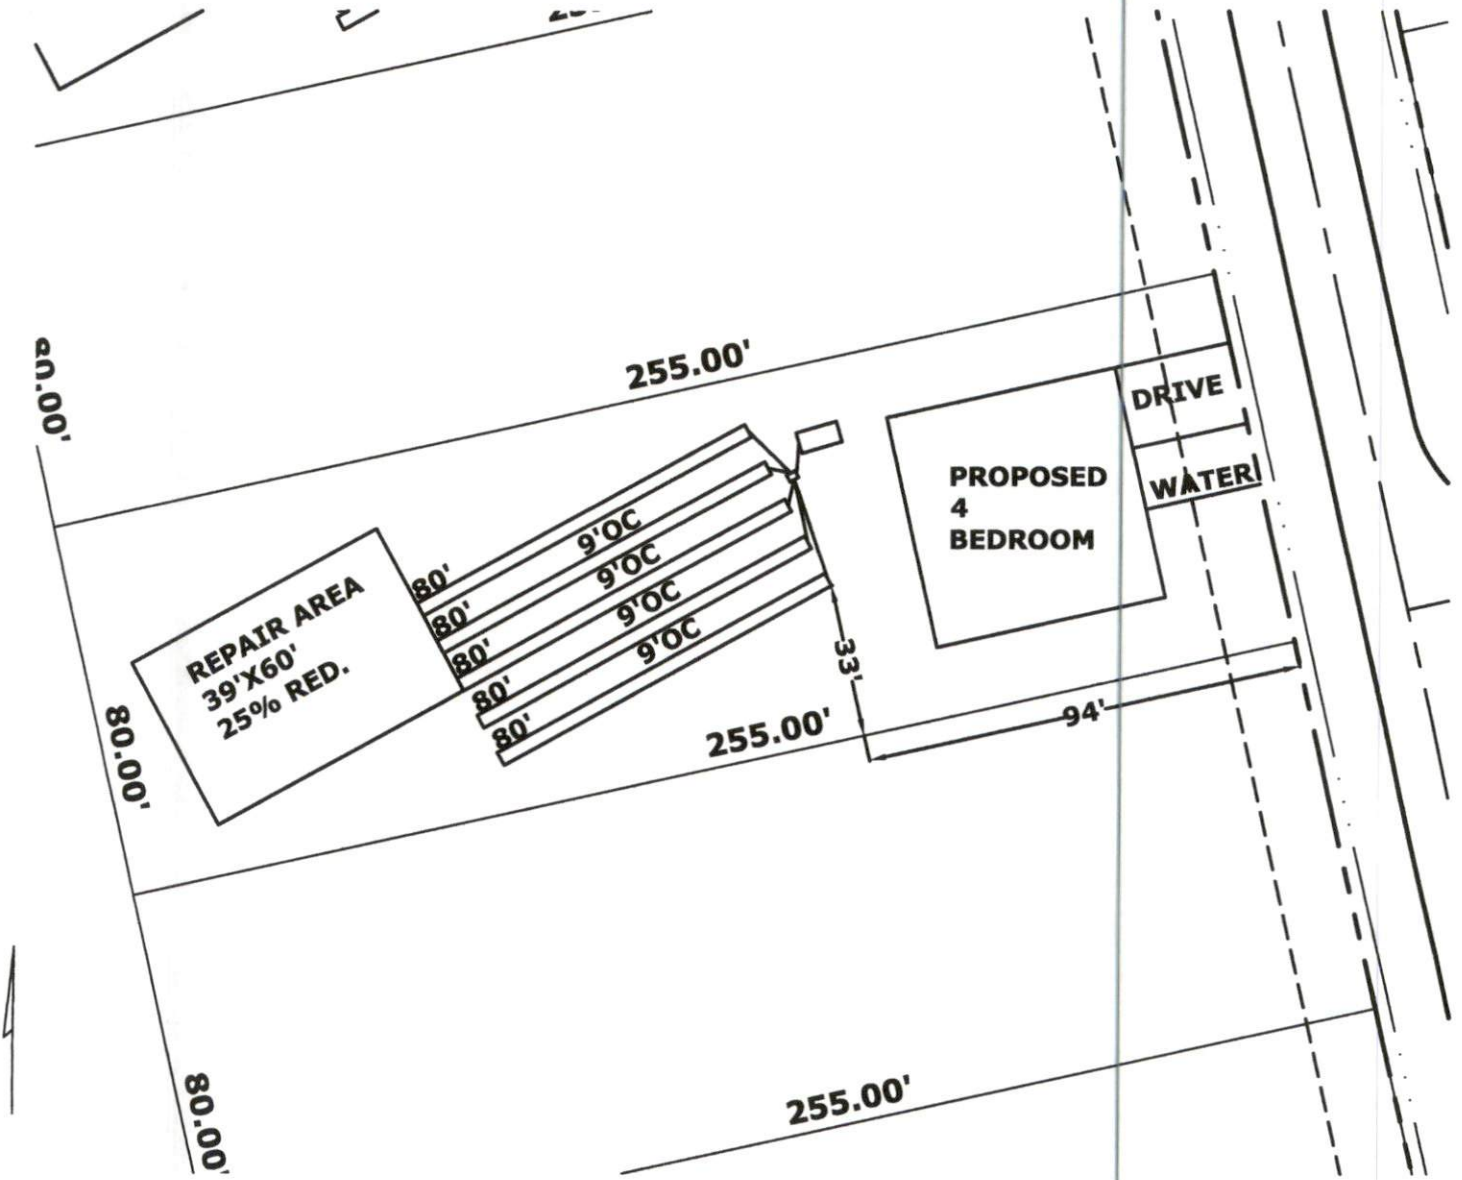 80.00'
255.00'
DRIVE
WATER
PROPOSED
4
BEDROOM
9'OC
9'OC
9'OC
9'OC
80'
80'
80'
80'
80'
REPAIR AREA
39'X60'
25% RED.
33'
94'
255.00'
80.00'
255.00'
80.00'